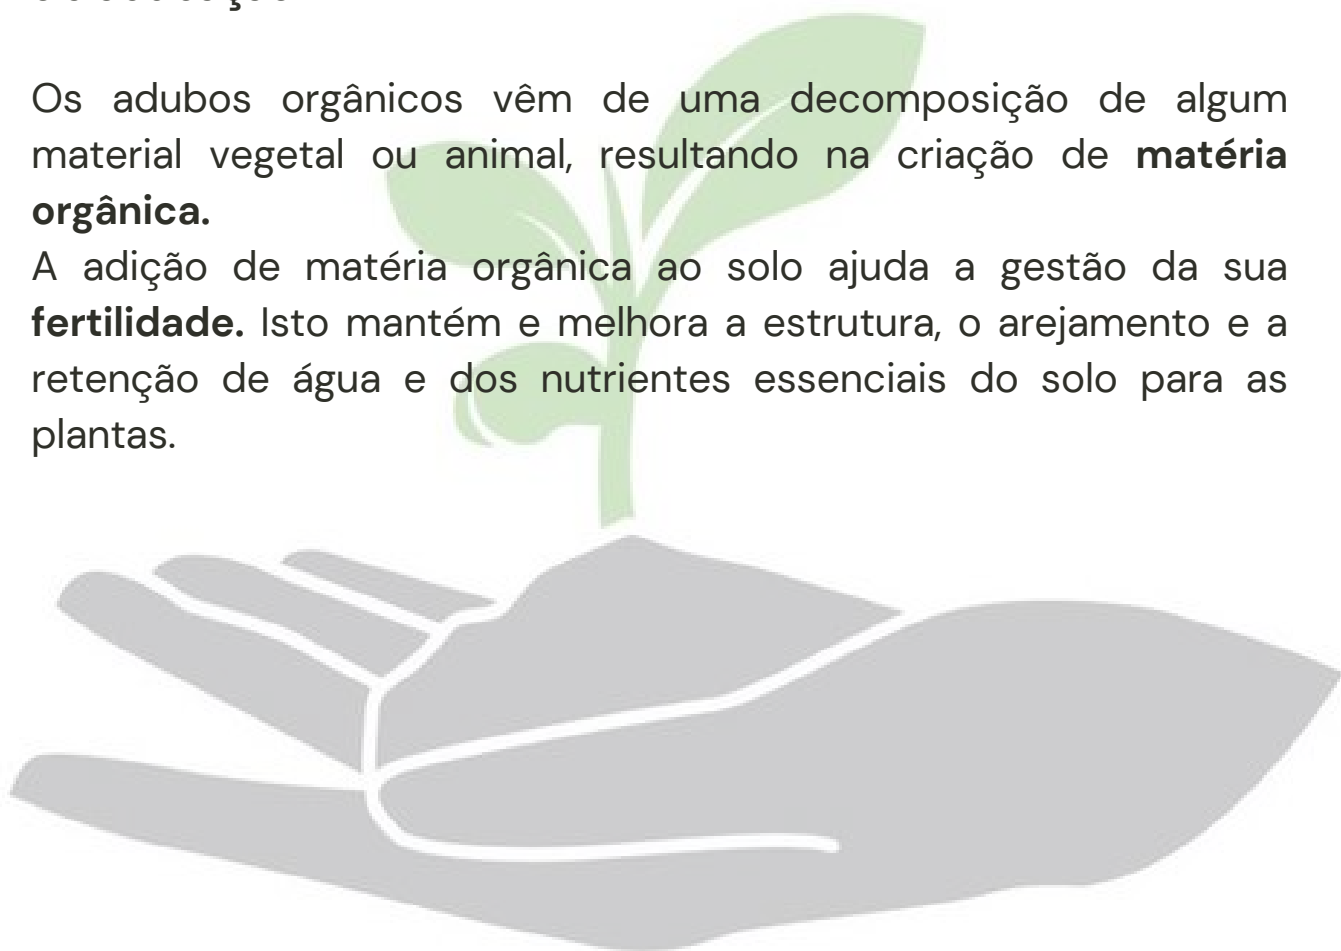 Os adubos orgânicos vêm de uma decomposição de algum
material vegetal ou animal, resultando na criação de matéria
orgânica.
A adição de matéria orgânica ao solo ajuda a gestão da sua
fertilidade. Isto mantém e melhora a estrutura, o arejamento e a
retenção de água e dos nutrientes essenciais do solo para as
plantas.